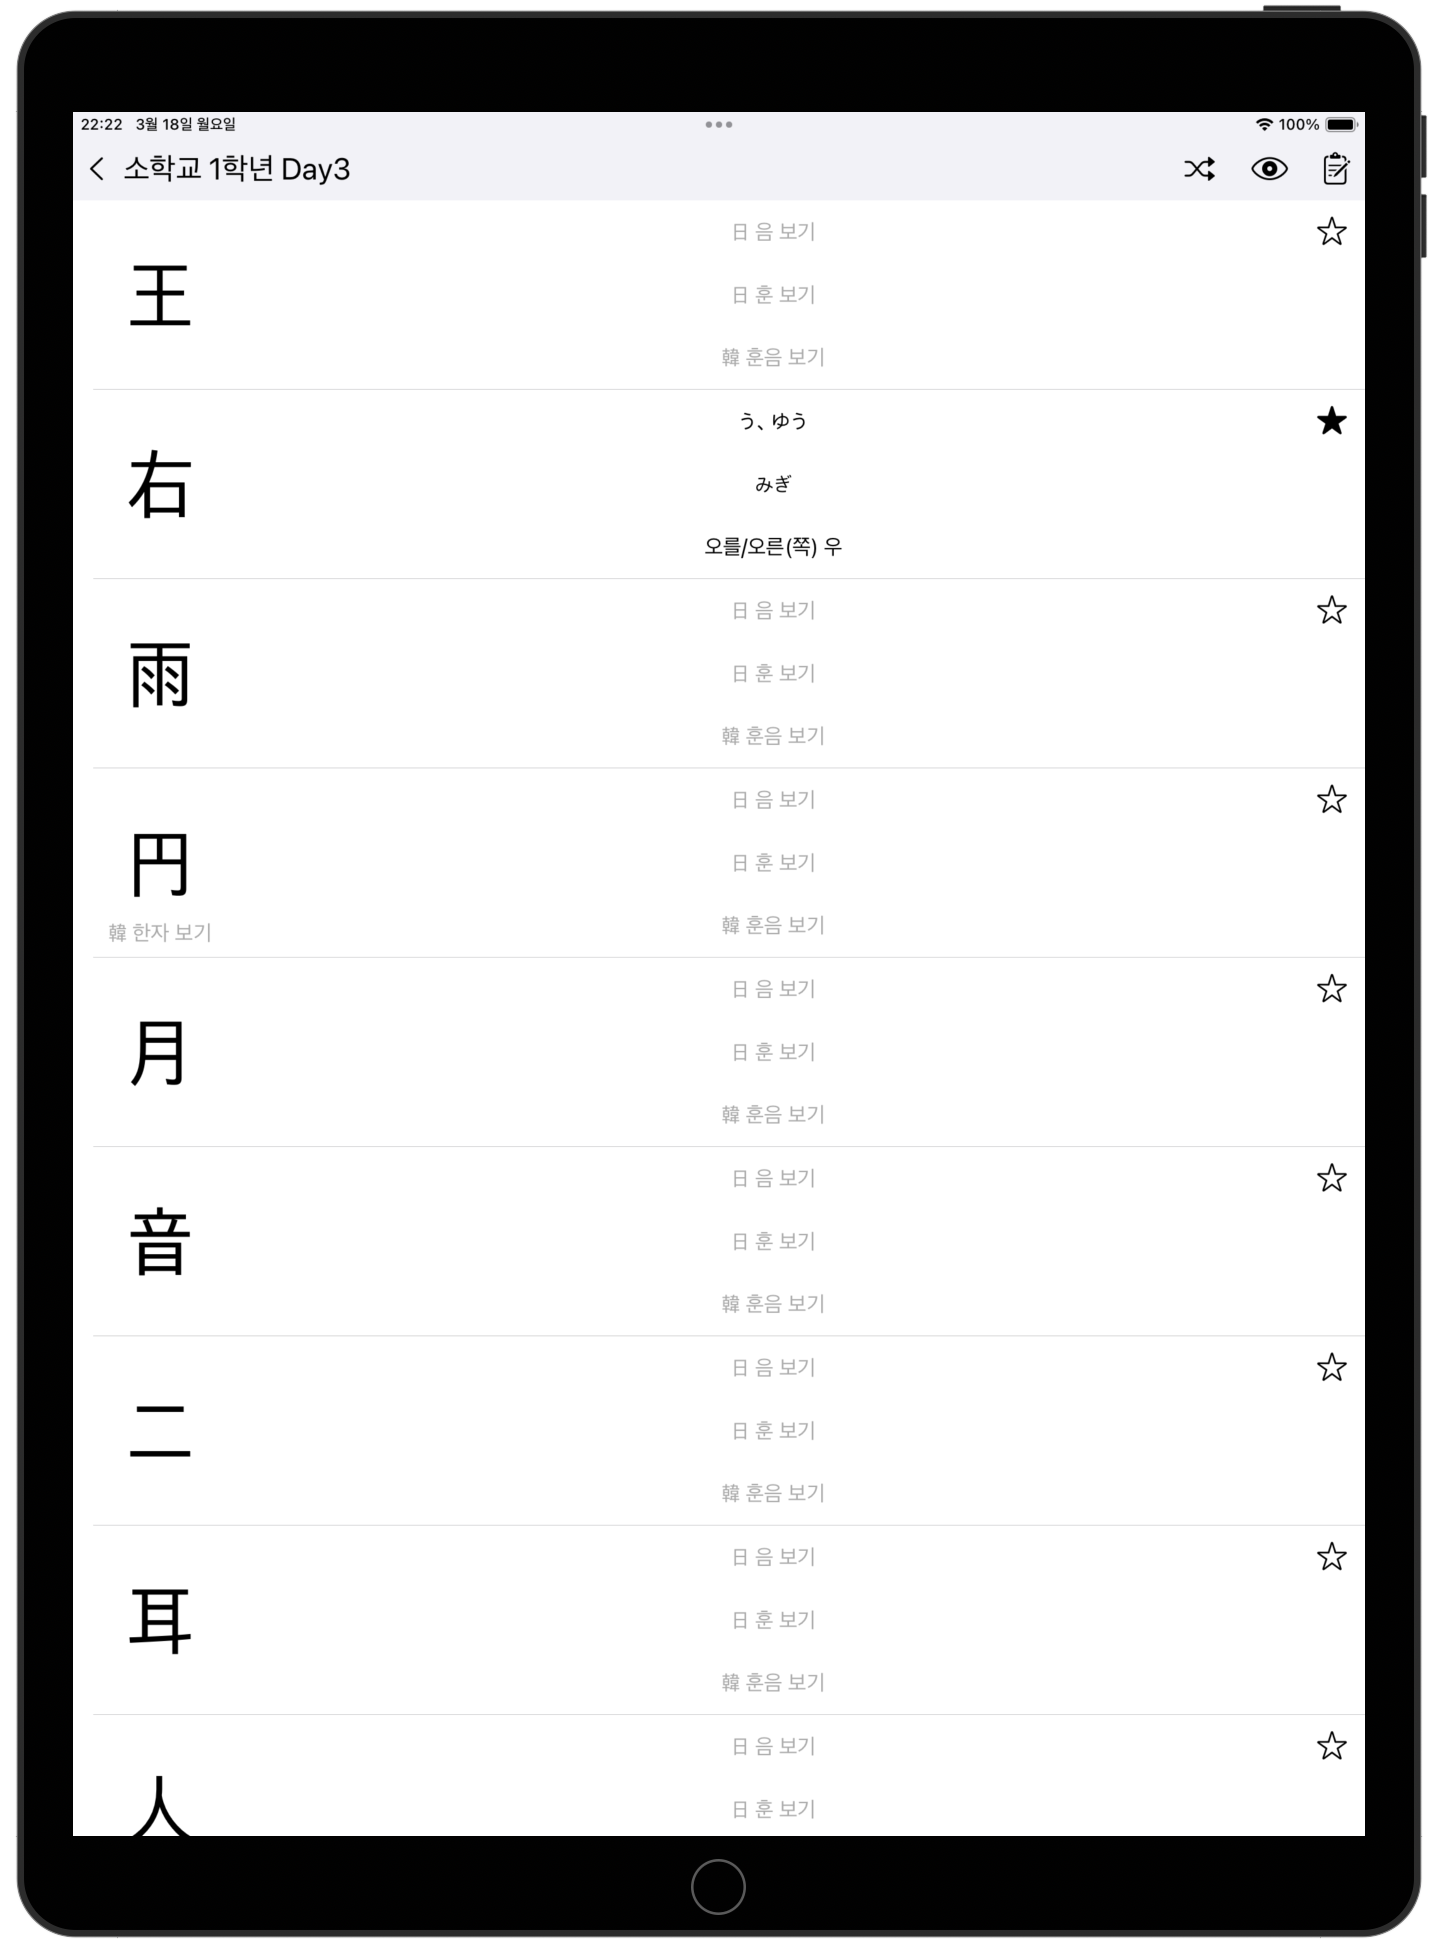 22:22 3월 18일 월요일 100%
소학교 1학년 Day3
王
日 음 보기
日 훈 보기
韓 훈음 보기
右
う、ゆう
みぎ
오를/오른(쪽) 우
雨
日 음 보기
日 훈 보기
韓 훈음 보기
円
韓 한자 보기
日 음 보기
日 훈 보기
韓 훈음 보기
月
日 음 보기
日 훈 보기
韓 훈음 보기
音
日 음 보기
日 훈 보기
韓 훈음 보기
二
日 음 보기
日 훈 보기
韓 훈음 보기
耳
日 음 보기
日 훈 보기
韓 훈음 보기
人
日 음 보기
日 훈 보기